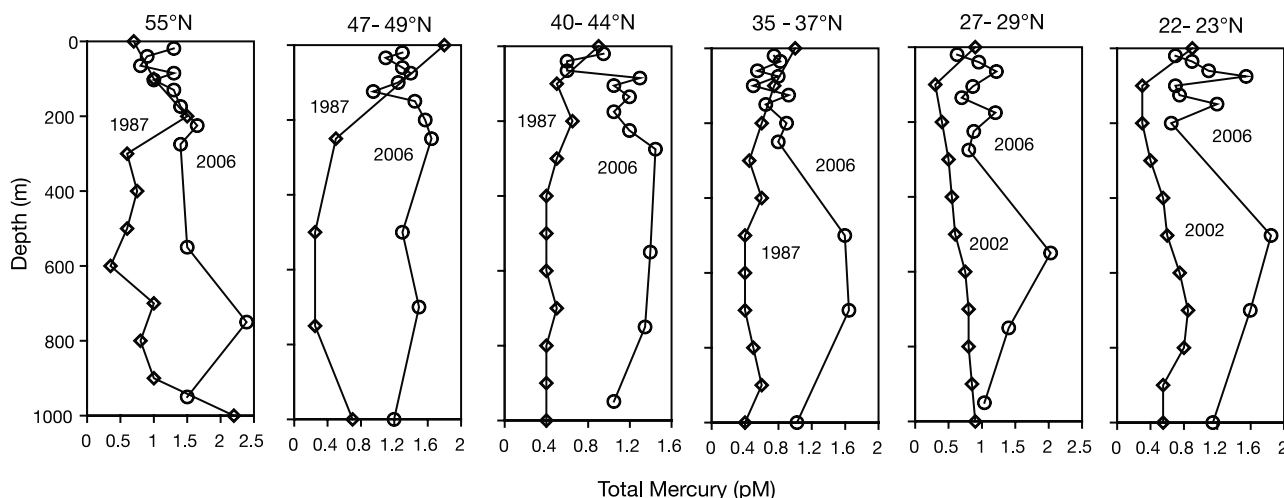 55°N
47- 49°N
40- 44°N
35 - 37°N
27- 29°N
22- 23°N
Depth (m)
0
200
400
600
800
1000
1987
2006
1987
2006
1987
2006
2006
1987
2006
2002
2006
2002
0 0.5 1 1.5 2 2.5
0 0.4 0.8 1.2 1.6 2
0 0.4 0.8 1.2 1.6
0 0.4 0.8 1.2 1.6 2
0 0.5 1 1.5 2 2.5
0 0.4 0.8 1.2 1.6 2
Total Mercury (pM)